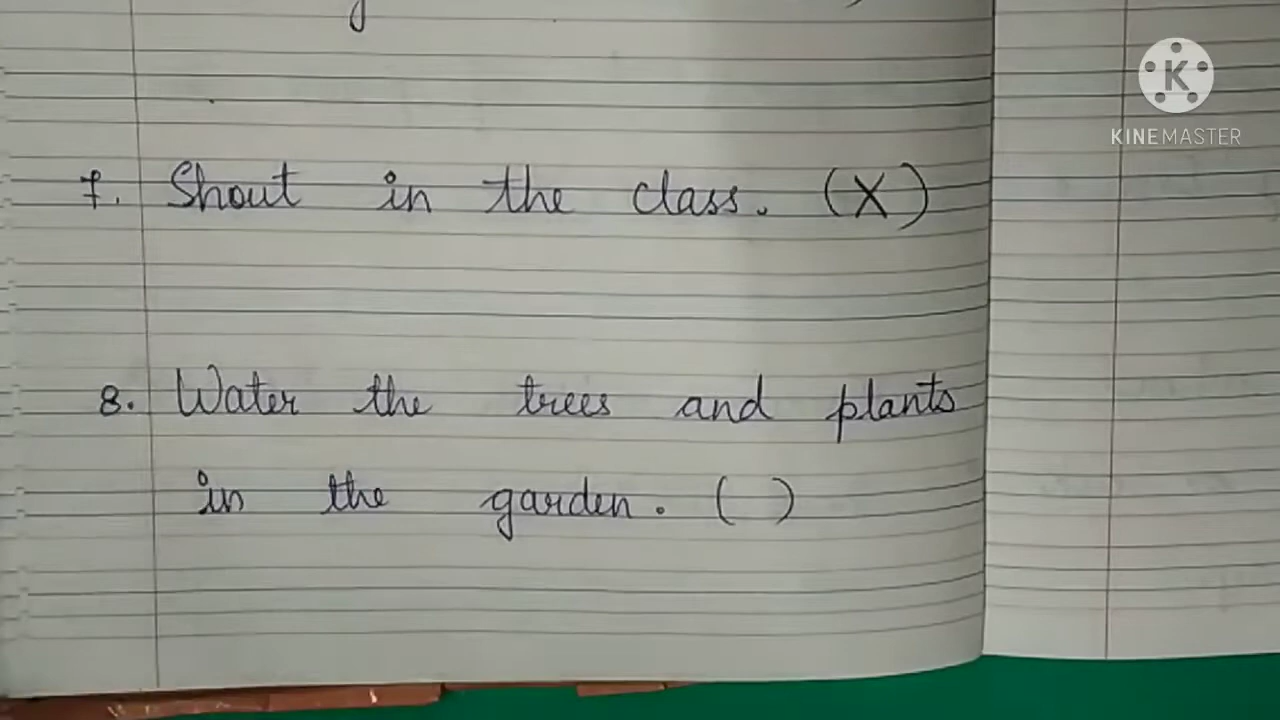 KINEMASTER
7. Shout in the class. (X)
8. Water the trees and plants
in the garden. ( )